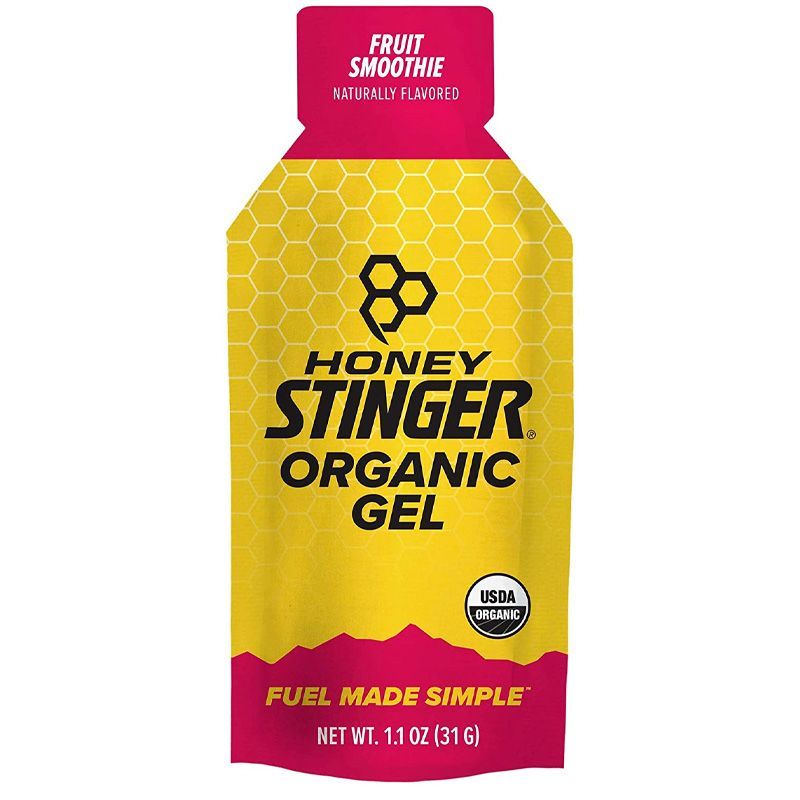 FRUIT
SMOOTHIE
NATURALLY FLAVORED
HONEY
STINGER®
ORGANIC
GEL
USDA
ORGANIC
FUEL MADE SIMPLE™
NET WT. 1.1 OZ (31 G)